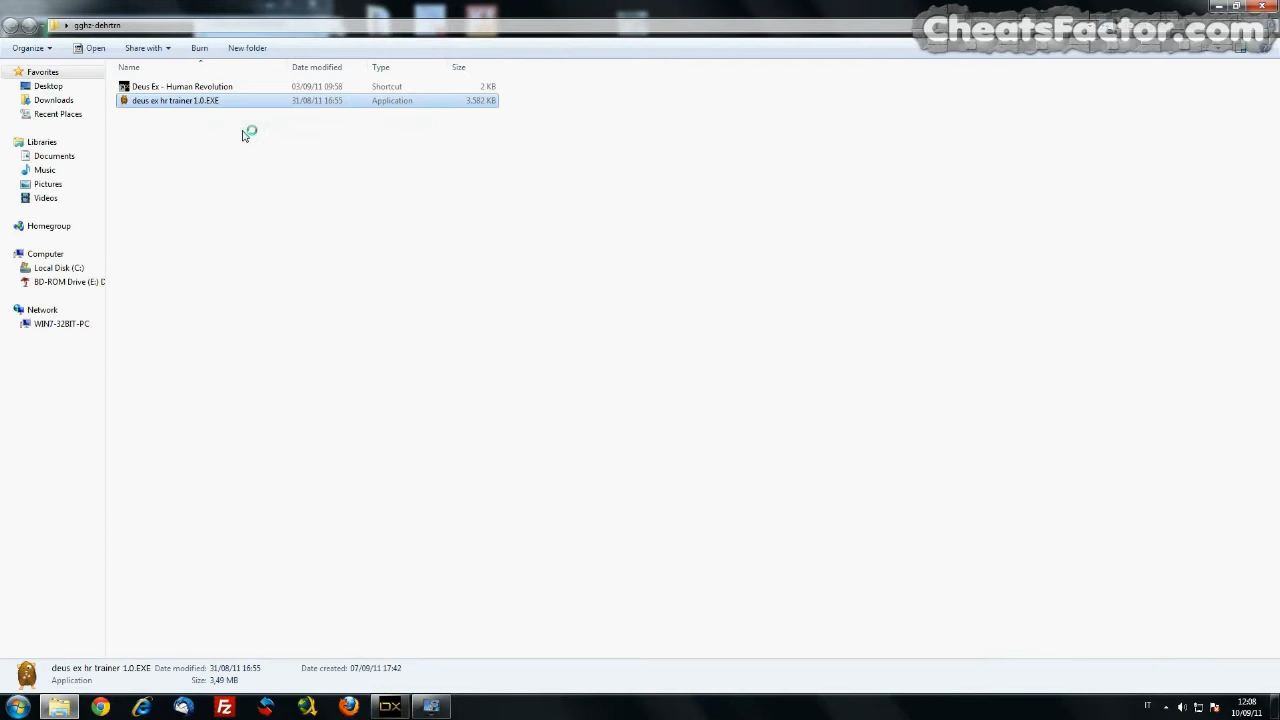 gghz-dehrtrn
CheatsFactor.com
Organize Open Share with Burn New folder
Name Date modified Type Size
Favorites
Desktop
Downloads
Recent Places
Libraries
Documents
Music
Pictures
Videos
Homegroup
Computer
Local Disk (C:)
BD-ROM Drive (E:) D
Network
WIN7-32BIT-PC
Deus Ex - Human Revolution 03/09/11 09:58 Shortcut 2 KB
deus ex hr trainer 1.0.EXE 31/08/11 16:55 Application 3.582 KB
deus ex hr trainer 1.0.EXE Date modified: 31/08/11 16:55 Date created: 07/09/11 17:42
Application Size: 3,49 MB
DX
IT
12:08
10/09/11